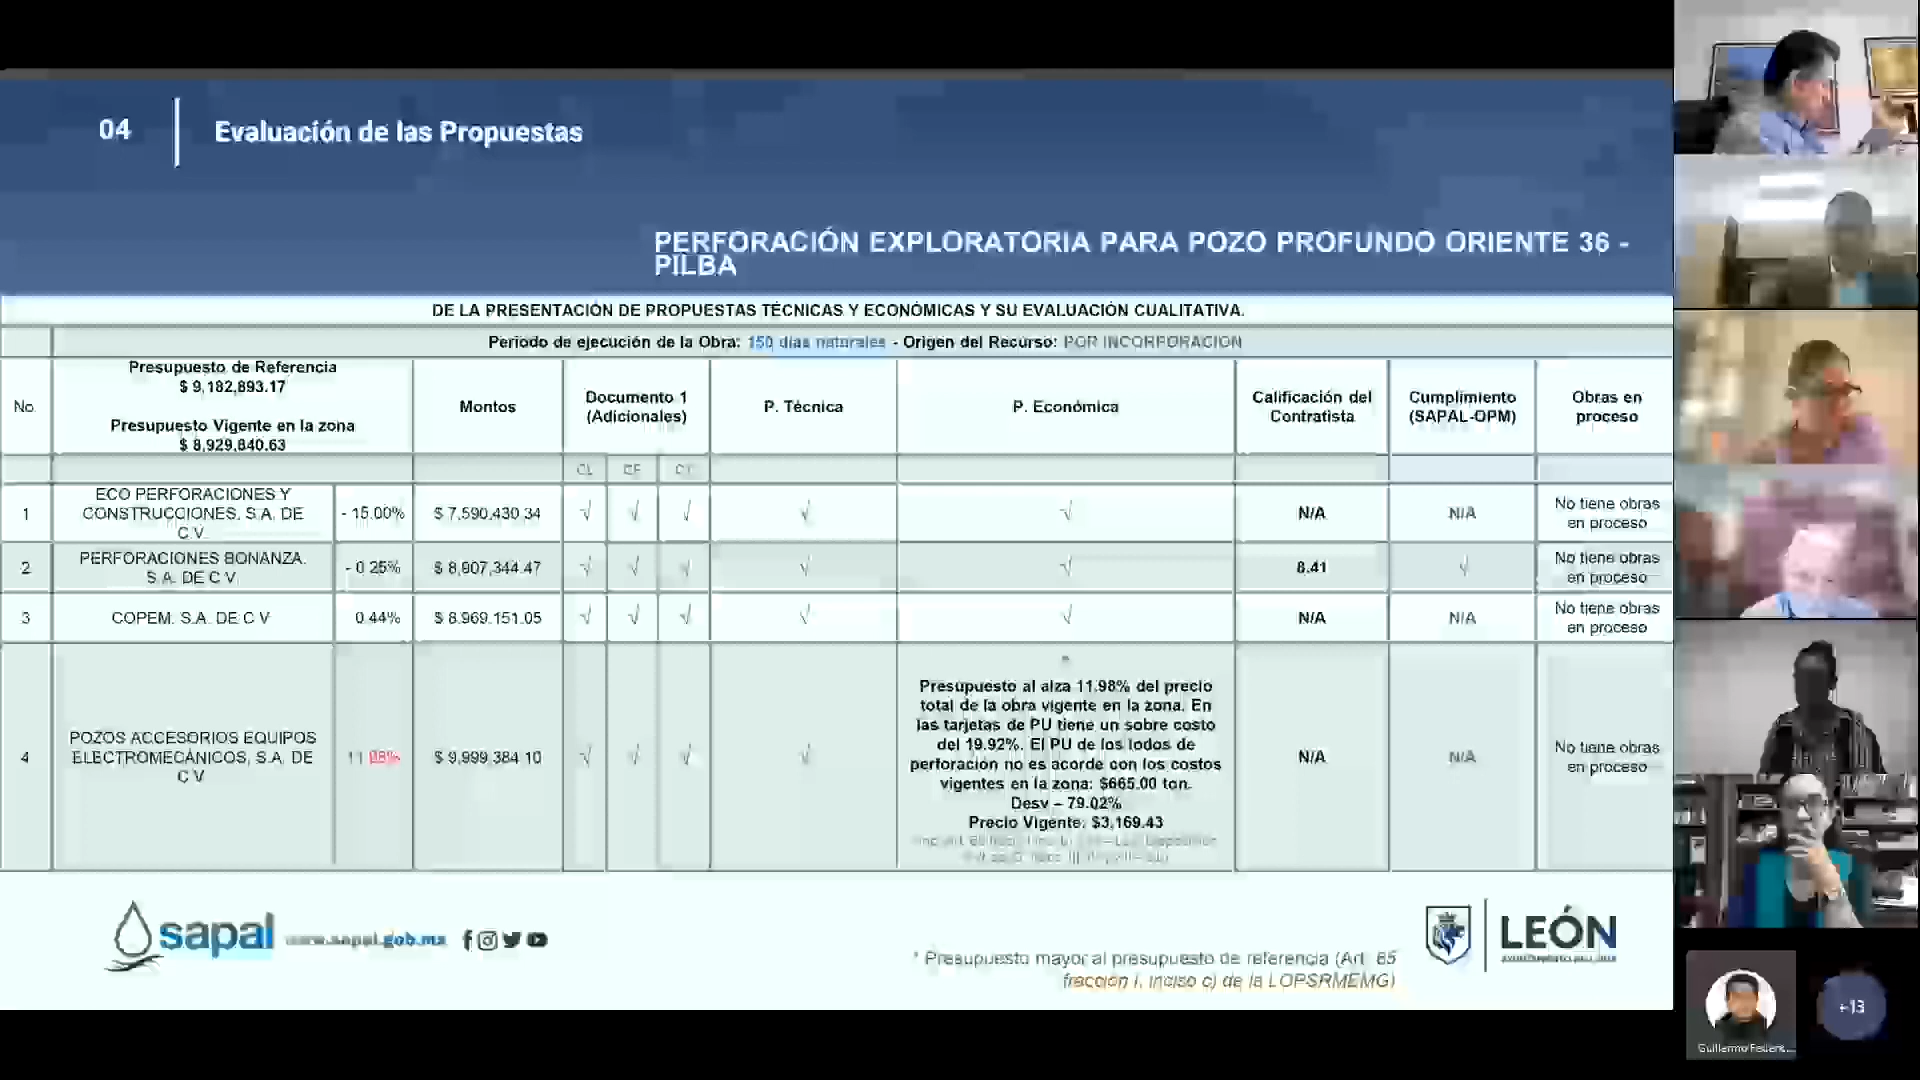 04
Evaluación de las Propuestas
PERFORACIÓN EXPLORATORIA PARA POZO PROFUNDO ORIENTE 36 -
PILBA
DE LA PRESENTACIÓN DE PROPUESTAS TÉCNICAS Y ECONÓMICAS Y SU EVALUACIÓN CUALITATIVA.
Periodo de ejecución de la Obra: 150 días naturales - Origen del Recurso: POR INCORPORACION
No.
Presupuesto de Referencia
$ 9,182,893.17
Presupuesto Vigente en la zona
$ 8,929,840.63
Montos
Documento 1
(Adicionales)
P. Técnica
P. Económica
Calificación del
Contratista
Cumplimiento
(SAPAL-OPM)
Obras en
proceso
CL
1
ECO PERFORACIONES Y
CONSTRUCCIONES, S.A. DE
C.V.
- 15.00%
$ 7,590,430.34
√ √ √ √ √
N/A
N/A
No tiene obras
en proceso
2
PERFORACIONES BONANZA,
S.A. DE C.V.
- 0.25%
$ 8,907,344.47
√ √ √ √ √
8.41
√
No tiene obras
en proceso
3
COPEM, S.A. DE C.V.
0.44%
$ 8,969,151.05
√ √ √ √ √
N/A
N/A
No tiene obras
en proceso
4
POZOS ACCESORIOS EQUIPOS
ELECTROMECÁNICOS, S.A. DE
C.V.
$ 9,999,384.10
√ √ √ √
*
Presupuesto al alza 11.98% del precio
total de la obra vigente en la zona. En
las tarjetas de PU tiene un sobre costo
del 19.92%. El PU de los lodos de
perforación no es acorde con los costos
vigentes en la zona: $665.00 ton.
Desv – 79.02%
Precio Vigente: $3,169.43
N/A
N/A
No tiene obras
en proceso
sapal
www.sapal.gob.mx
* Presupuesto mayor al presupuesto de referencia (Art. 65
fracción I, inciso c) de la LOPSRMEMG)
LEÓN
Guillermo Federi...
+13